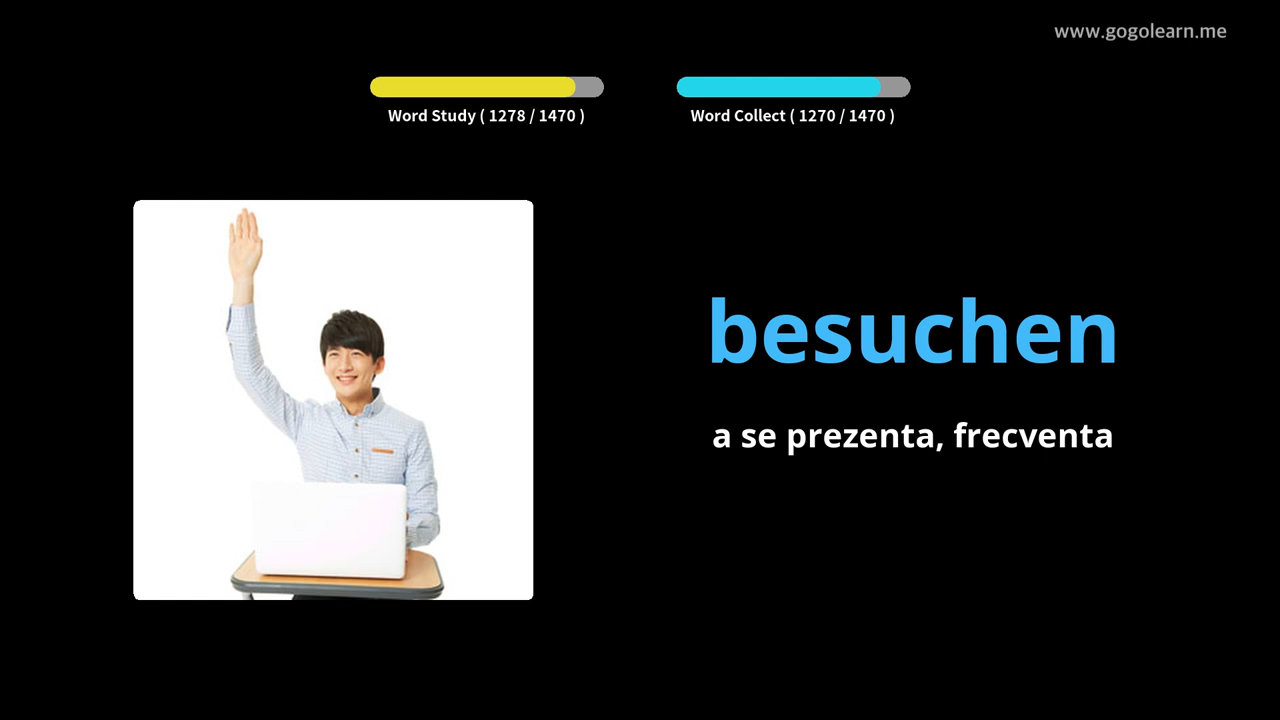 www.gogolearn.me
Word Study ( 1278 / 1470 )
Word Collect ( 1270 / 1470 )
besuchen
a se prezenta, frecventa